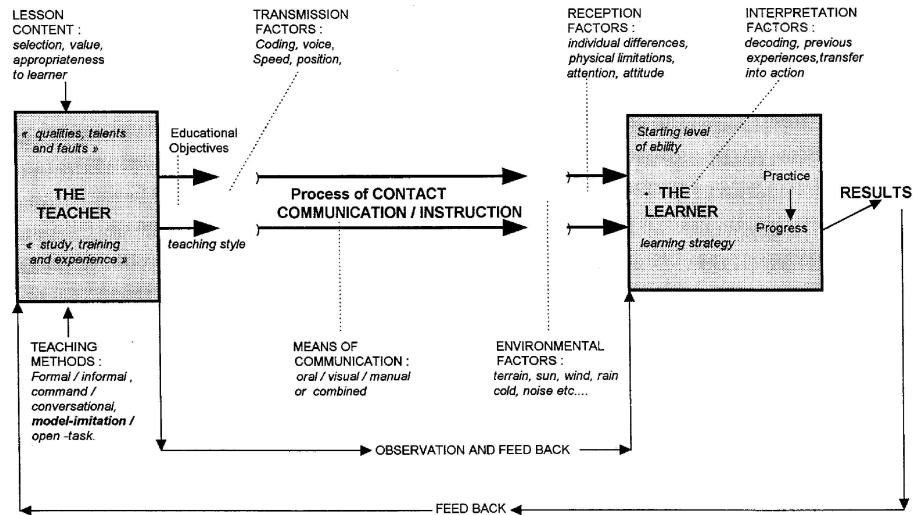 LESSON
CONTENT :
selection, value,
appropriateness
to learner
TRANSMISSION
FACTORS :
Coding, voice,
Speed, position,
RECEPTION
FACTORS :
individual differences,
physical limitations,
attention, attitude
INTERPRETATION
FACTORS :
decoding, previous
experiences,transfer
into action
« qualities, talents
and faults »
THE
TEACHER
« study, training
and experience »
Educational
Objectives
teaching style
Process of CONTACT
COMMUNICATION / INSTRUCTION
Starting level
of ability
THE
LEARNER
learning strategy
Practice
Progress
RESULTS
TEACHING
METHODS :
Formal / informal ,
command /
conversational,
model-imitation /
open -task.
MEANS OF
COMMUNICATION :
oral / visual / manual
or combined
ENVIRONMENTAL
FACTORS :
terrain, sun, wind, rain
cold, noise etc....
OBSERVATION AND FEED BACK
FEED BACK